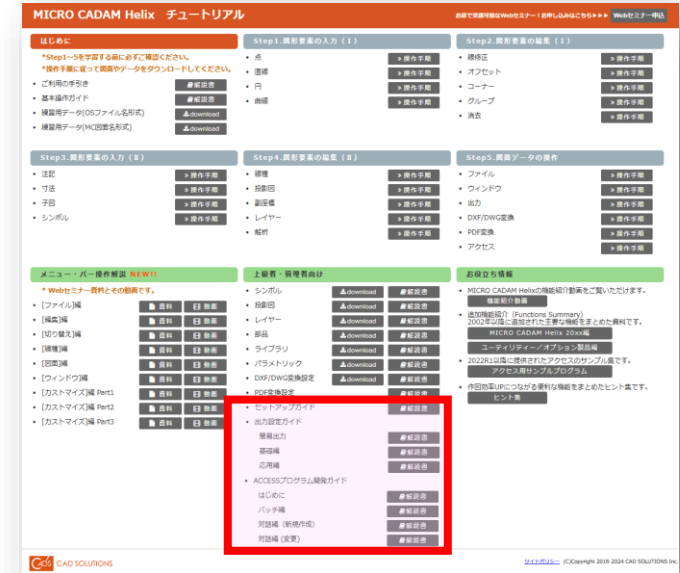 MICRO CADAM Helix チュートリアル
お席で受講可能なWebセミナー！お申し込みはこちら▶▶▶ Webセミナー申込
はじめに
*Step1～5を学習する前に必ずご確認ください。
*操作手順に従って図面やデータをダウンロードしてください。
・ ご利用の手引き 解説書
・ 基本操作ガイド 解説書
・ 練習用データ(OSファイル名形式) download
・ 練習用データ(MC図面名形式) download
Step1.図形要素の入力（I）
・ 点 »操作手順
・ 直線 »操作手順
・ 円 »操作手順
・ 曲線 »操作手順
Step2.図形要素の編集（I）
・ 線修正 »操作手順
・ オフセット »操作手順
・ コーナー »操作手順
・ グループ »操作手順
・ 消去 »操作手順
Step3.図形要素の入力（II）
・ 注記 »操作手順
・ 寸法 »操作手順
・ 子図 »操作手順
・ シンボル »操作手順
Step4.図形要素の編集（II）
・ 線種 »操作手順
・ 投影図 »操作手順
・ 副座標 »操作手順
・ レイヤー »操作手順
・ 解析 »操作手順
Step5.図面データの操作
・ ファイル »操作手順
・ ウィンドウ »操作手順
・ 出力 »操作手順
・ DXF/DWG変換 »操作手順
・ PDF変換 »操作手順
・ アクセス »操作手順
メニュー・バー操作解説 NEW!!
* Webセミナー資料とその動画です。
・ [ファイル]編 資料 動画
・ [編集]編 資料 動画
・ [切り替え]編 資料 動画
・ [線種]編 資料 動画
・ [図面]編 資料 動画
・ [ウィンドウ]編 資料 動画
・ [カストマイズ]編 Part1 資料 動画
・ [カストマイズ]編 Part2 資料 動画
・ [カストマイズ]編 Part3 資料 動画
上級者・管理者向け
・ シンボル download 解説書
・ 投影図 download 解説書
・ レイヤー download 解説書
・ 部品 download 解説書
・ ライブラリ download 解説書
・ パラメトリック download 解説書
・ DXF/DWG変換設定 download 解説書
・ PDF変換設定 解説書
・ セットアップガイド 解説書
・ 出力設定ガイド
簡易出力 解説書
基礎編 解説書
応用編 解説書
・ ACCESSプログラム開発ガイド
はじめに 解説書
バッチ編 解説書
対話編（新規作成） 解説書
対話編 (変更) 解説書
お役立ち情報
・ MICRO CADAM Helixの機能紹介動画をご覧いただけます。
機能紹介動画
・ 追加機能紹介（Functions Summary）
2002年以降に追加された主要な機能をまとめた資料です。
MICRO CADAM Helix 20xx編
ユーティリティー／オプション製品編
・ 2022R1以降に提供されたアクセスのサンプル集です。
アクセス用サンプルプログラム
・ 作図効率UPにつながる便利な機能をまとめたヒント集です。
ヒント集
CAD SOLUTIONS
サイトポリシー (C)Copyright 2018-2024 CAD SOLUTIONS Inc.